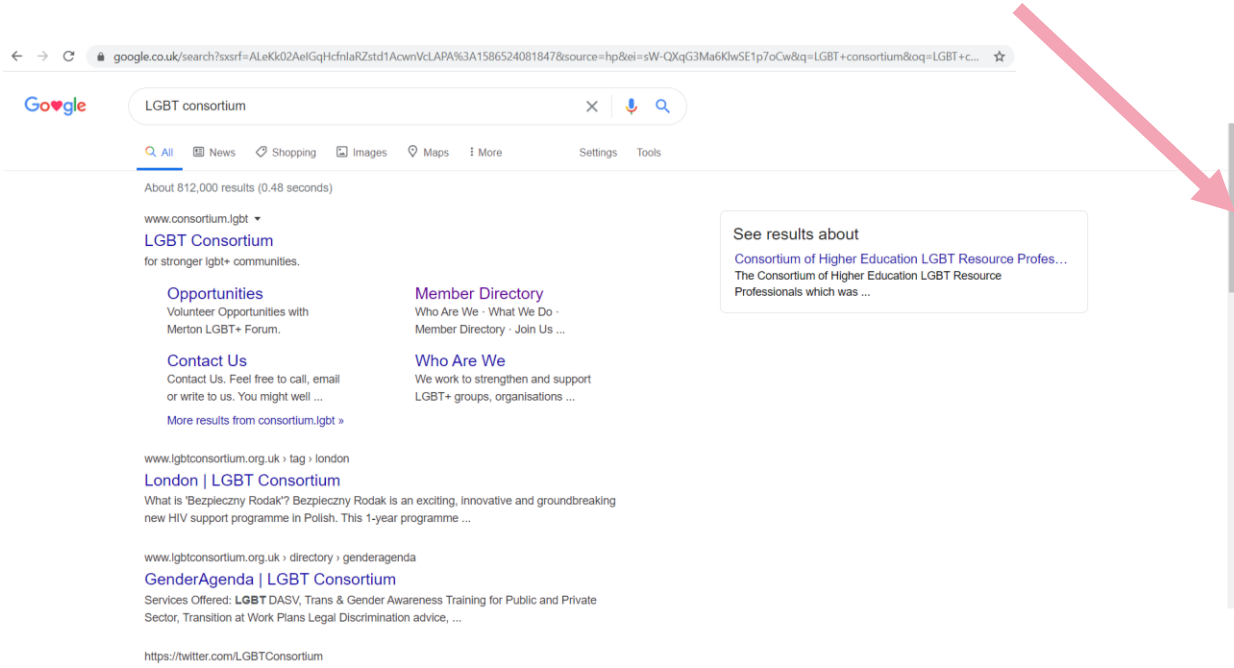 google.co.uk/search?sxsrf=ALeKk02AelGqHcfnIaRZstd1AcwnVcLAPA%3A1586524081847&source=hp&ei=sW-QXqG3Ma6KlwSE1p7oCw&q=LGBT+consortium&oq=LGBT+c...
Google
LGBT consortium
All News Shopping Images Maps More Settings Tools
About 812,000 results (0.48 seconds)
www.consortium.lgbt
LGBT Consortium
for stronger lgbt+ communities.
Opportunities
Volunteer Opportunities with
Merton LGBT+ Forum.
Member Directory
Who Are We · What We Do ·
Member Directory · Join Us ...
Contact Us
Contact Us. Feel free to call, email
or write to us. You might well ...
Who Are We
We work to strengthen and support
LGBT+ groups, organisations ...
More results from consortium.lgbt »
www.lgbtconsortium.org.uk › tag › london
London | LGBT Consortium
What is 'Bezpieczny Rodak'? Bezpieczny Rodak is an exciting, innovative and groundbreaking
new HIV support programme in Polish. This 1-year programme ...
www.lgbtconsortium.org.uk › directory › genderagenda
GenderAgenda | LGBT Consortium
Services Offered: LGBT DASV, Trans & Gender Awareness Training for Public and Private
Sector, Transition at Work Plans Legal Discrimination advice, ...
https://twitter.com/LGBTConsortium
See results about
Consortium of Higher Education LGBT Resource Profes...
The Consortium of Higher Education LGBT Resource
Professionals which was ...